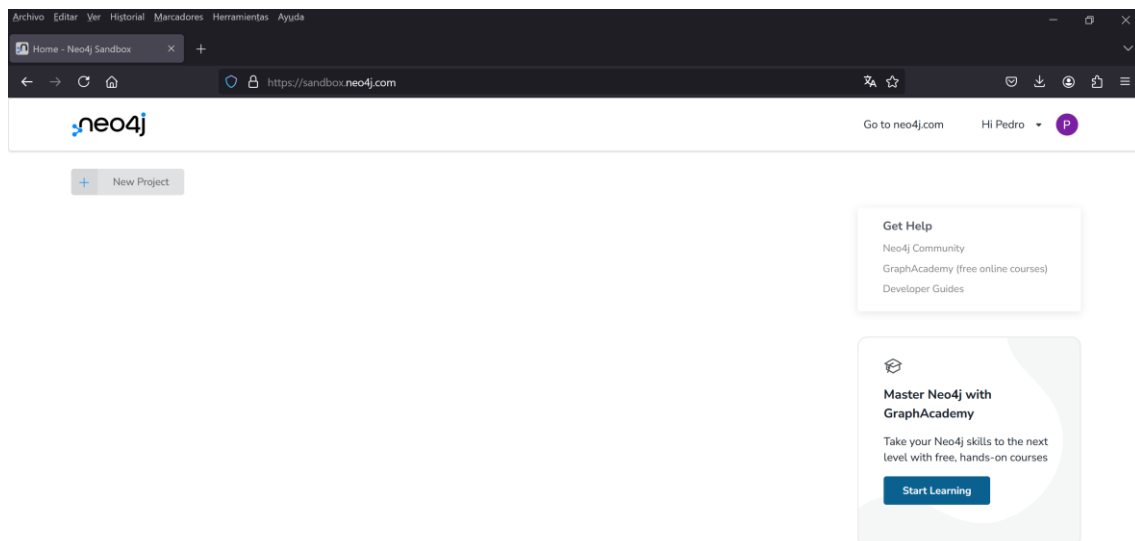 Archivo Editar Ver Historial Marcadores Herramientas Ayuda
Home - Neo4j Sandbox
https://sandbox.neo4j.com
neo4j
Go to neo4j.com
Hi Pedro
P
New Project
Get Help
Neo4j Community
GraphAcademy (free online courses)
Developer Guides
Master Neo4j with
GraphAcademy
Take your Neo4j skills to the next
level with free, hands-on courses
Start Learning